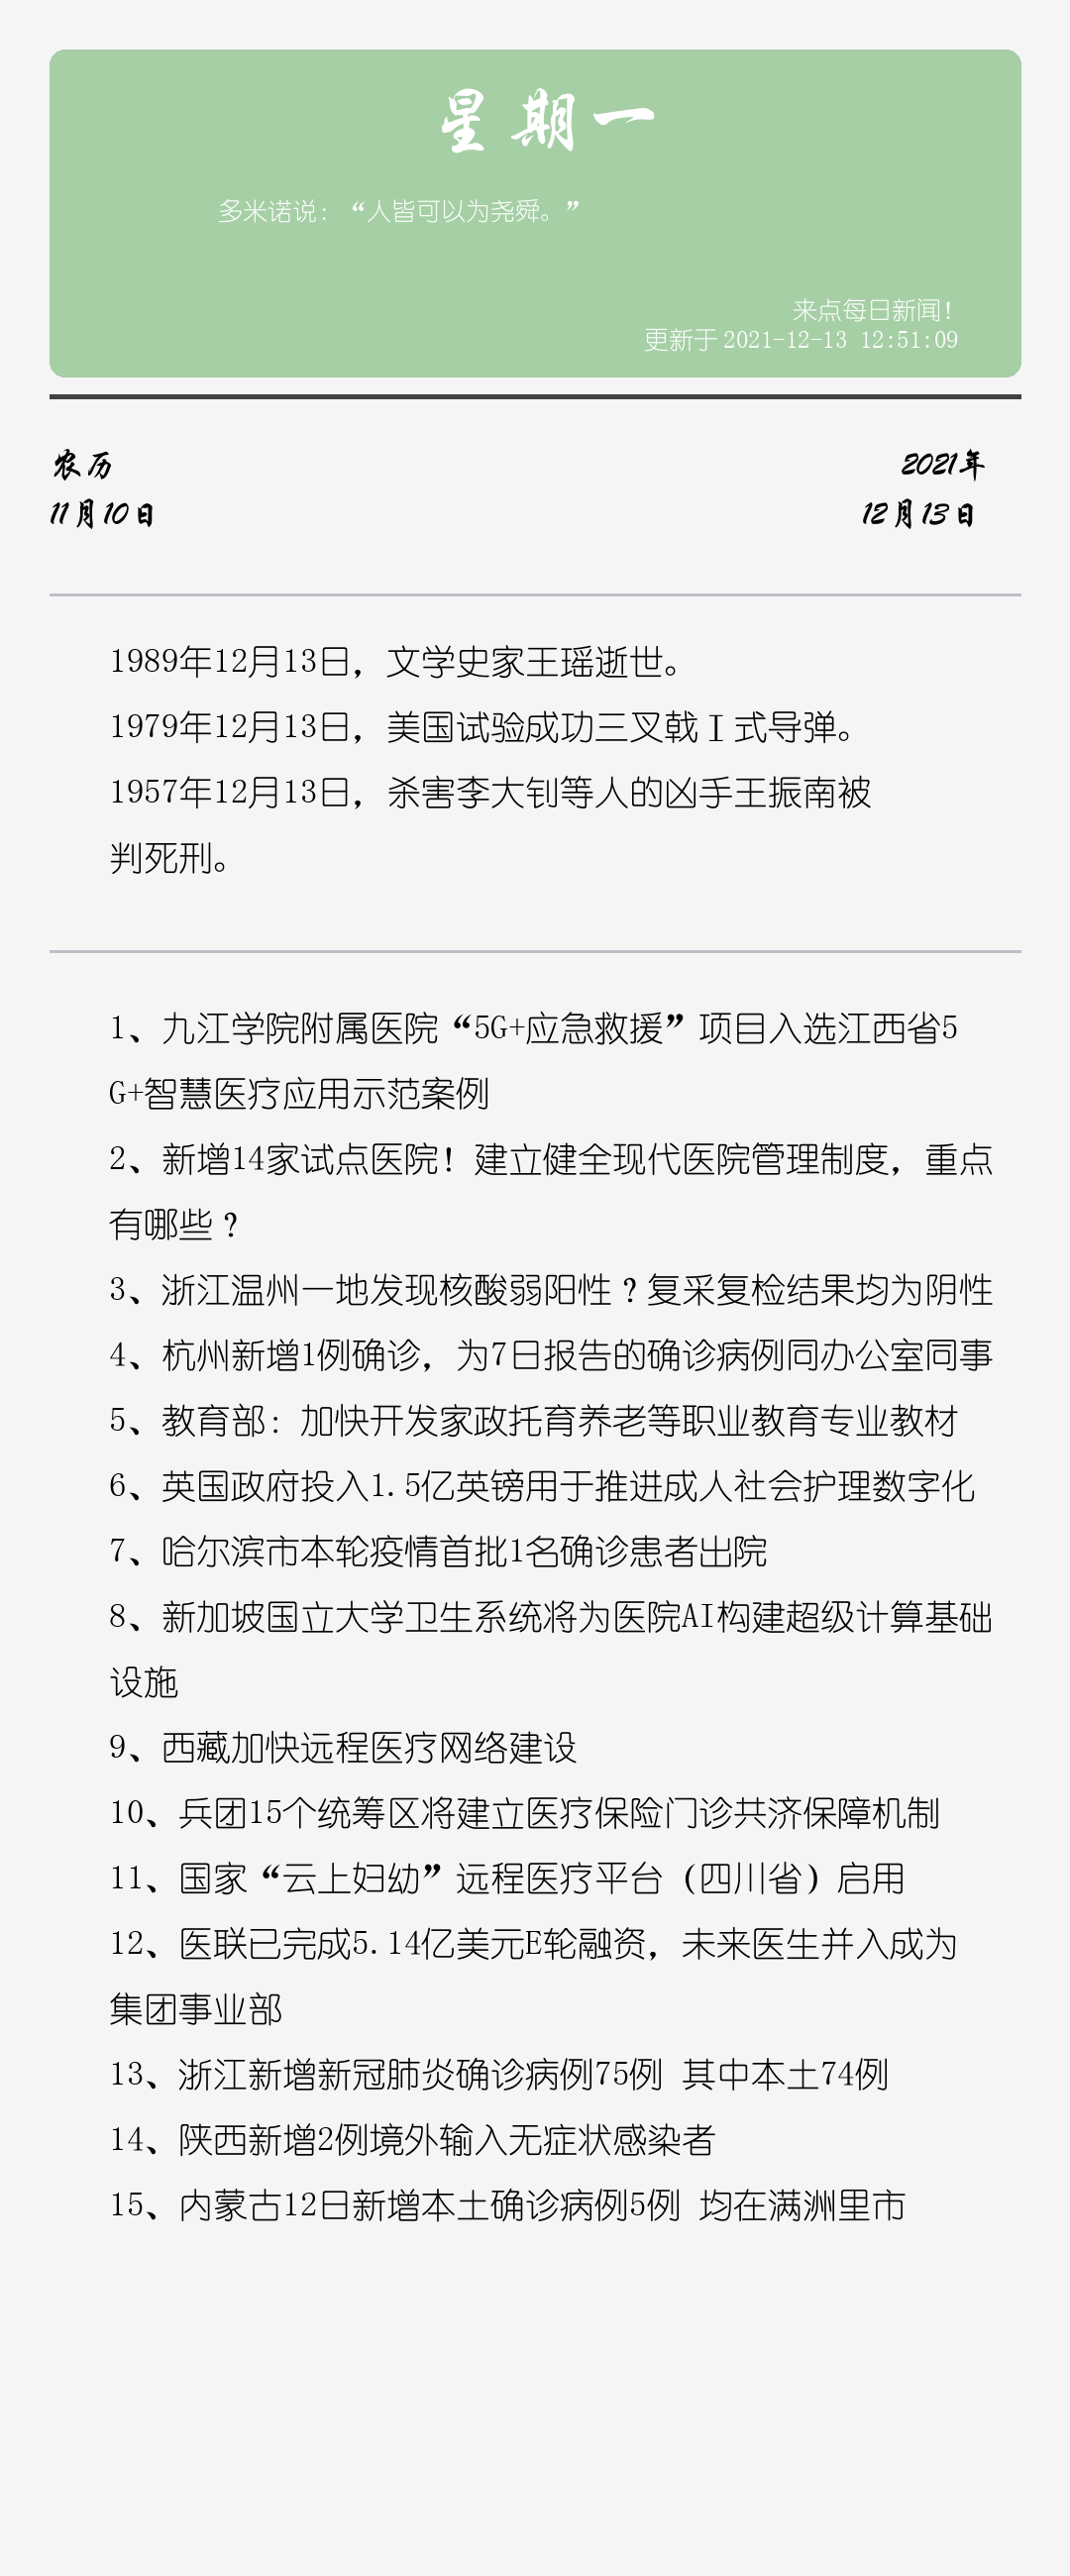 星期一
多米诺说：“人皆可以为尧舜。”
来点每日新闻！
更新于 2021-12-13 12:51:09
农历
11月10日
2021年
12月13日
1989年12月13日，文学史家王瑶逝世。
1979年12月13日，美国试验成功三叉戟Ⅰ式导弹。
1957年12月13日，杀害李大钊等人的凶手王振南被
判死刑。
1、九江学院附属医院“5G+应急救援”项目入选江西省5
G+智慧医疗应用示范案例
2、新增14家试点医院！建立健全现代医院管理制度，重点
有哪些？
3、浙江温州一地发现核酸弱阳性？复采复检结果均为阴性
4、杭州新增1例确诊，为7日报告的确诊病例同办公室同事
5、教育部：加快开发家政托育养老等职业教育专业教材
6、英国政府投入1.5亿英镑用于推进成人社会护理数字化
7、哈尔滨市本轮疫情首批1名确诊患者出院
8、新加坡国立大学卫生系统将为医院AI构建超级计算基础
设施
9、西藏加快远程医疗网络建设
10、兵团15个统筹区将建立医疗保险门诊共济保障机制
11、国家“云上妇幼”远程医疗平台（四川省）启用
12、医联已完成5.14亿美元E轮融资，未来医生并入成为
集团事业部
13、浙江新增新冠肺炎确诊病例75例 其中本土74例
14、陕西新增2例境外输入无症状感染者
15、内蒙古12日新增本土确诊病例5例 均在满洲里市